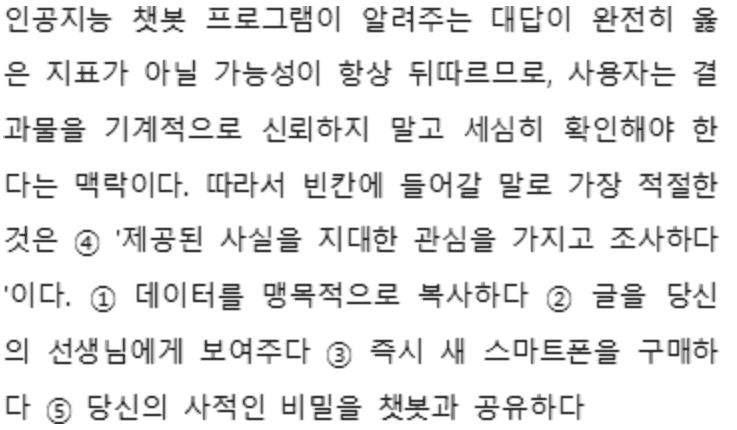 인공지능 챗봇 프로그램이 알려주는 대답이 완전히 옳
은 지표가 아닐 가능성이 항상 뒤따르므로, 사용자는 결
과물을 기계적으로 신뢰하지 말고 세심히 확인해야 한
다는 맥락이다. 따라서 빈칸에 들어갈 말로 가장 적절한
것은 ④ '제공된 사실을 지대한 관심을 가지고 조사하다
'이다. ① 데이터를 맹목적으로 복사하다 ② 글을 당신
의 선생님에게 보여주다 ③ 즉시 새 스마트폰을 구매하
다 ⑤ 당신의 사적인 비밀을 챗봇과 공유하다